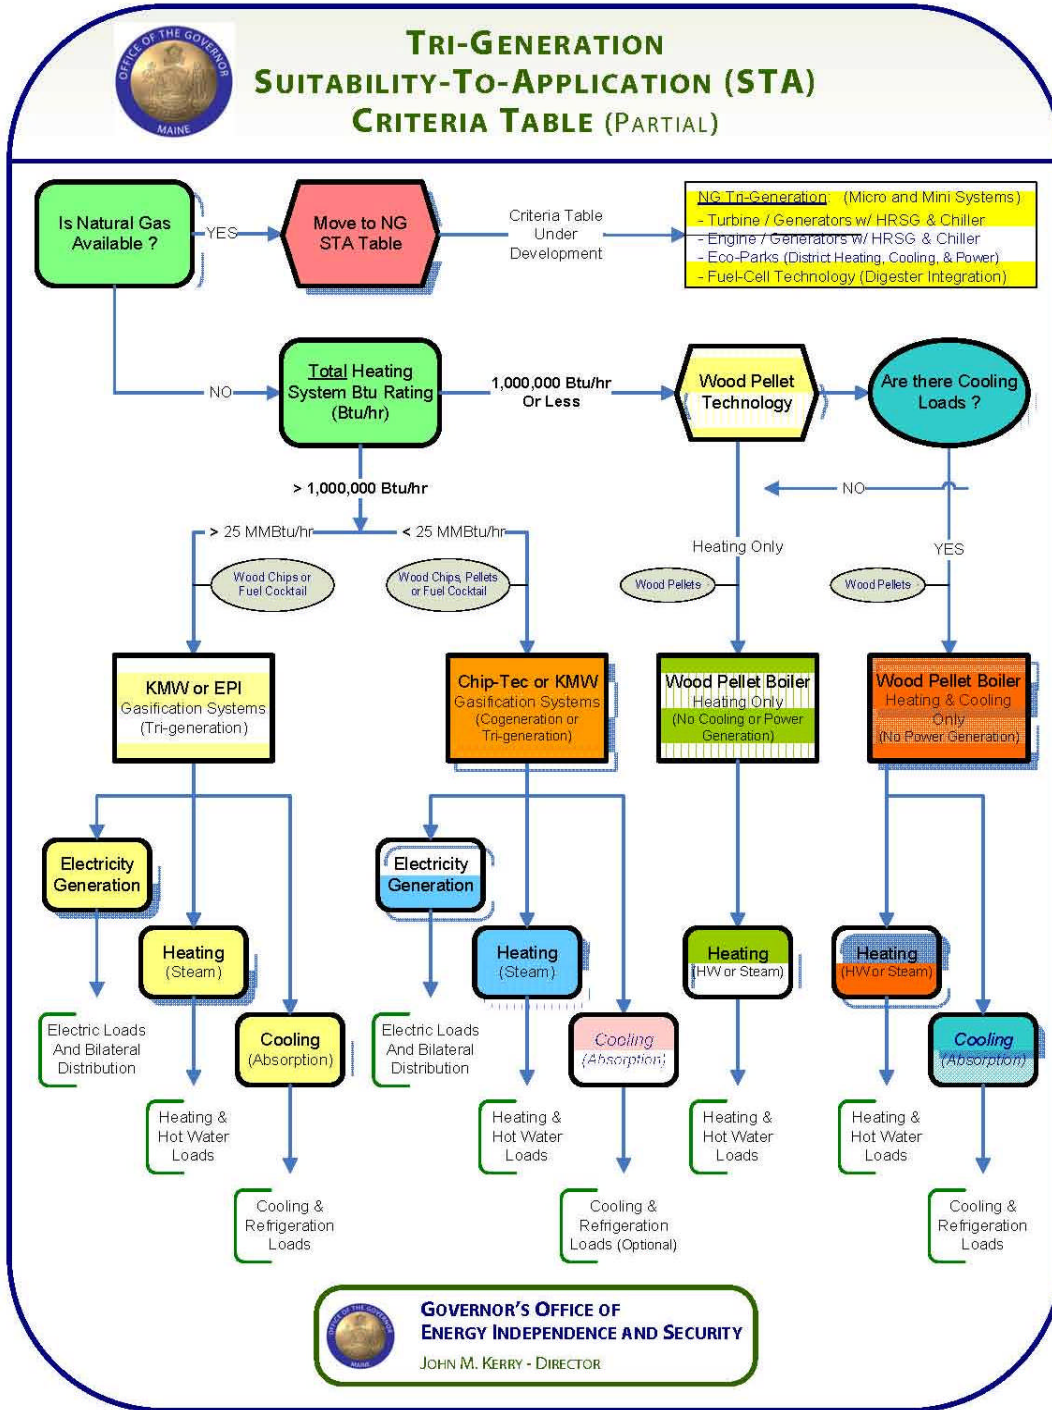 OFFICE OF THE GOVERNOR
MAINE
TRI-GENERATION
SUITABILITY-TO-APPLICATION (STA)
CRITERIA TABLE (PARTIAL)
Is Natural Gas
Available ?
YES
Move to NG
STA Table
Criteria Table
Under
Development
NG Tri-Generation: (Micro and Mini Systems)
- Turbine / Generators w/ HRSG & Chiller
- Engine / Generators w/ HRSG & Chiller
- Eco-Parks (District Heating, Cooling, & Power)
- Fuel-Cell Technology (Digester Integration)
NO
Total Heating
System Btu Rating
(Btu/hr)
1,000,000 Btu/hr
Or Less
Wood Pellet
Technology
Are there Cooling
Loads ?
> 1,000,000 Btu/hr
NO
> 25 MMBtu/hr
< 25 MMBtu/hr
Heating Only
YES
Wood Chips or
Fuel Cocktail
Wood Chips, Pellets
or Fuel Cocktail
Wood Pellets
Wood Pellets
KMW or EPI
Gasification Systems
(Tri-generation)
Chip-Tec or KMW
Gasification Systems
(Cogeneration or
Tri-generation)
Wood Pellet Boiler
Heating Only
(No Cooling or Power
Generation)
Wood Pellet Boiler
Heating & Cooling
Only
(No Power Generation)
Electricity
Generation
Electricity
Generation
Heating
(Steam)
Heating
(Steam)
Heating
(HW or Steam)
Heating
(HW or Steam)
Electric Loads
And Bilateral
Distribution
Cooling
(Absorption)
Electric Loads
And Bilateral
Distribution
Cooling
(Absorption)
Cooling
(Absorption)
Heating &
Hot Water
Loads
Heating &
Hot Water
Loads
Heating &
Hot Water
Loads
Heating &
Hot Water
Loads
Cooling &
Refrigeration
Loads
Cooling &
Refrigeration
Loads (Optional)
Cooling &
Refrigeration
Loads
OFFICE OF THE GOVERNOR
MAINE
GOVERNOR'S OFFICE OF
ENERGY INDEPENDENCE AND SECURITY
JOHN M. KERRY - DIRECTOR